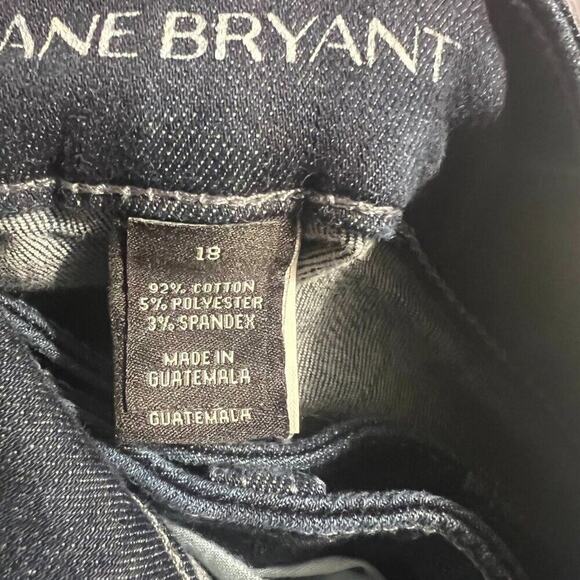 ANE BRYANT
18
92% COTTON
5% POLYESTER
3% SPANDEX
MADE IN
GUATEMALA
GUATEMALA